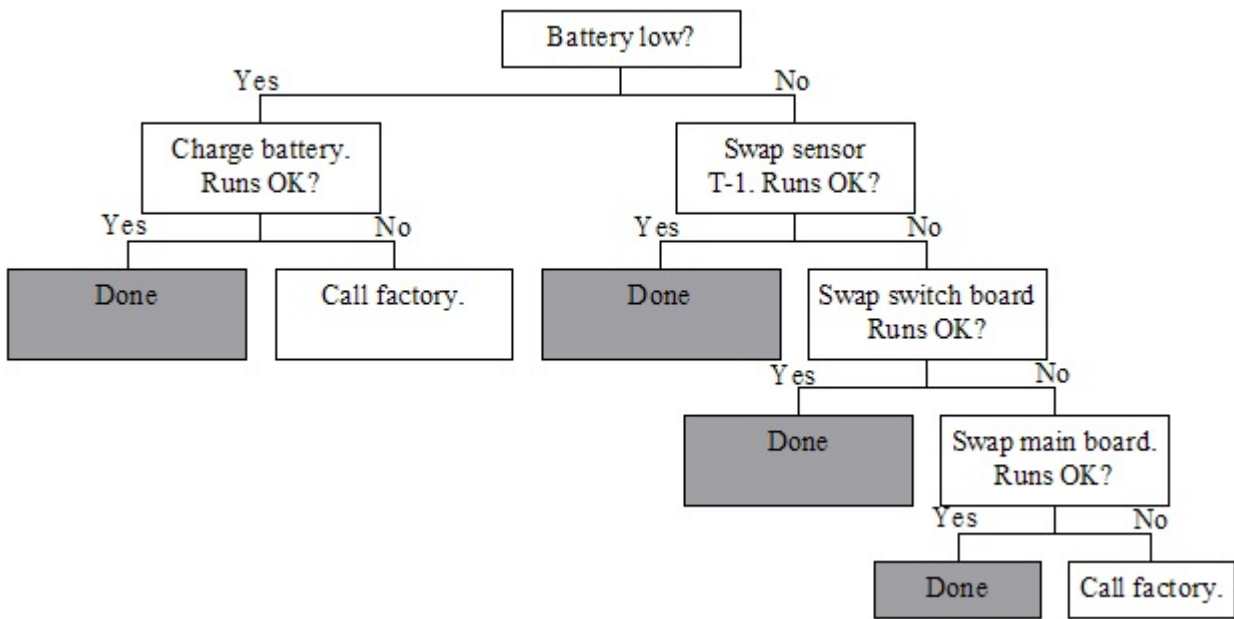 Battery low?
Yes
No
Charge battery.
Runs OK?
Swap sensor
T-1. Runs OK?
Yes
No
Yes
No
Done
Call factory.
Done
Swap switch board
Runs OK?
Yes
No
Done
Swap main board.
Runs OK?
Yes
No
Done
Call factory.